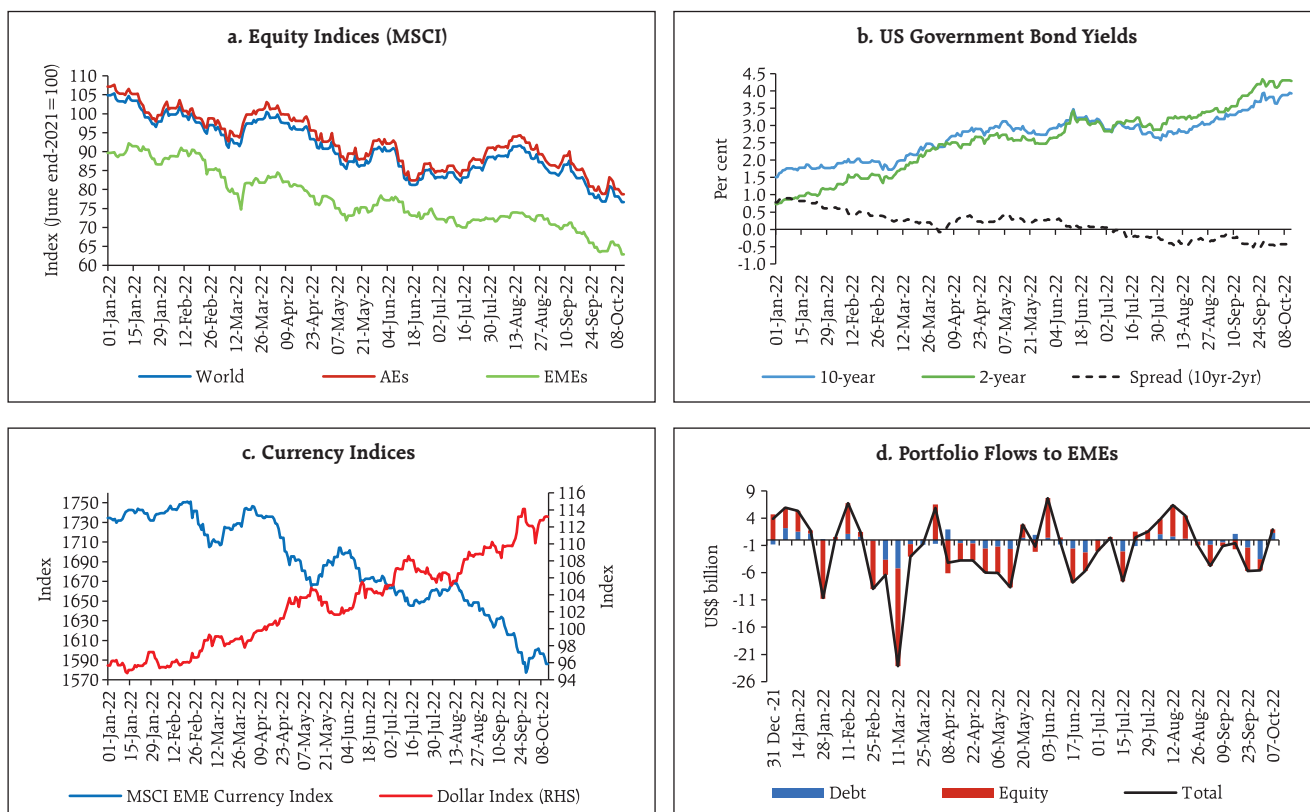 a. Equity Indices (MSCI)
Index (June end-2021=100)
110
105
100
95
90
85
80
75
70
65
60
01-Jan-22
15-Jan-22
29-Jan-22
12-Feb-22
26-Feb-22
12-Mar-22
26-Mar-22
09-Apr-22
23-Apr-22
07-May-22
21-May-22
04-Jun-22
18-Jun-22
02-Jul-22
16-Jul-22
30-Jul-22
13-Aug-22
27-Aug-22
10-Sep-22
24-Sep-22
08-Oct-22
World AEs EMEs
b. US Government Bond Yields
Per cent
4.5
4.0
3.5
3.0
2.5
2.0
1.5
1.0
0.5
0.0
-0.5
-1.0
01-Jan-22
15-Jan-22
29-Jan-22
12-Feb-22
26-Feb-22
12-Mar-22
26-Mar-22
09-Apr-22
23-Apr-22
07-May-22
21-May-22
04-Jun-22
18-Jun-22
02-Jul-22
16-Jul-22
30-Jul-22
13-Aug-22
27-Aug-22
10-Sep-22
24-Sep-22
08-Oct-22
10-year 2-year Spread (10yr-2yr)
c. Currency Indices
Index
1750
1730
1710
1690
1670
1650
1630
1610
1590
1570
116
114
112
110
108
106
104
102
100
98
96
94
Index
01-Jan-22
15-Jan-22
29-Jan-22
12-Feb-22
26-Feb-22
12-Mar-22
26-Mar-22
09-Apr-22
23-Apr-22
07-May-22
21-May-22
04-Jun-22
18-Jun-22
02-Jul-22
16-Jul-22
30-Jul-22
13-Aug-22
27-Aug-22
10-Sep-22
24-Sep-22
08-Oct-22
MSCI EME Currency Index Dollar Index (RHS)
d. Portfolio Flows to EMEs
US$ billion
9
4
-1
-6
-11
-16
-21
-26
31 Dec -21
14-Jan-22
28-Jan-22
11-Feb-22
25-Feb-22
11-Mar-22
25-Mar-22
08-Apr-22
22-Apr-22
06-May-22
20-May-22
03-Jun-22
17-Jun-22
01-Jul-22
15-Jul-22
29-Jul-22
12-Aug-22
26-Aug-22
09-Sep-22
23-Sep-22
07-Oct-22
Debt Equity Total